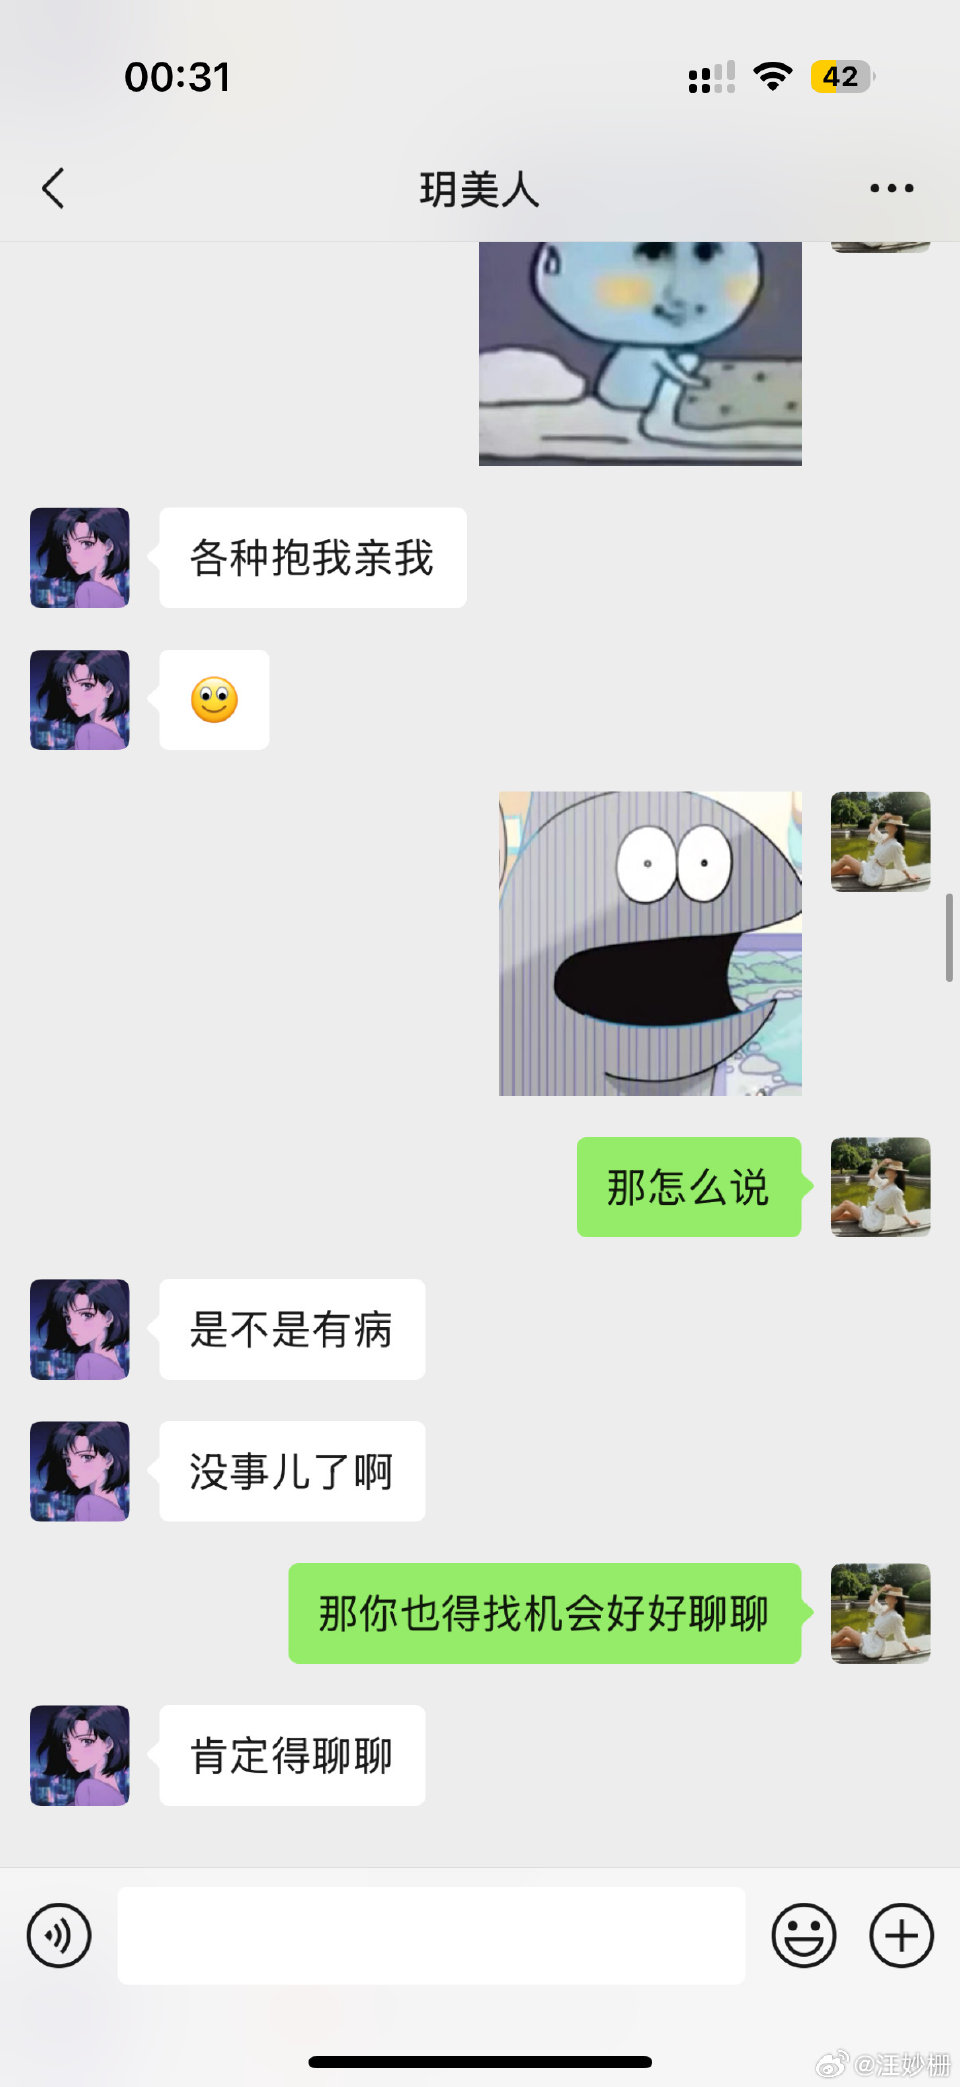 00:31
42
玥美人
各种抱我亲我
那怎么说
是不是有病
没事儿了啊
那你也得找机会好好聊聊
肯定得聊聊
@汪妙栅